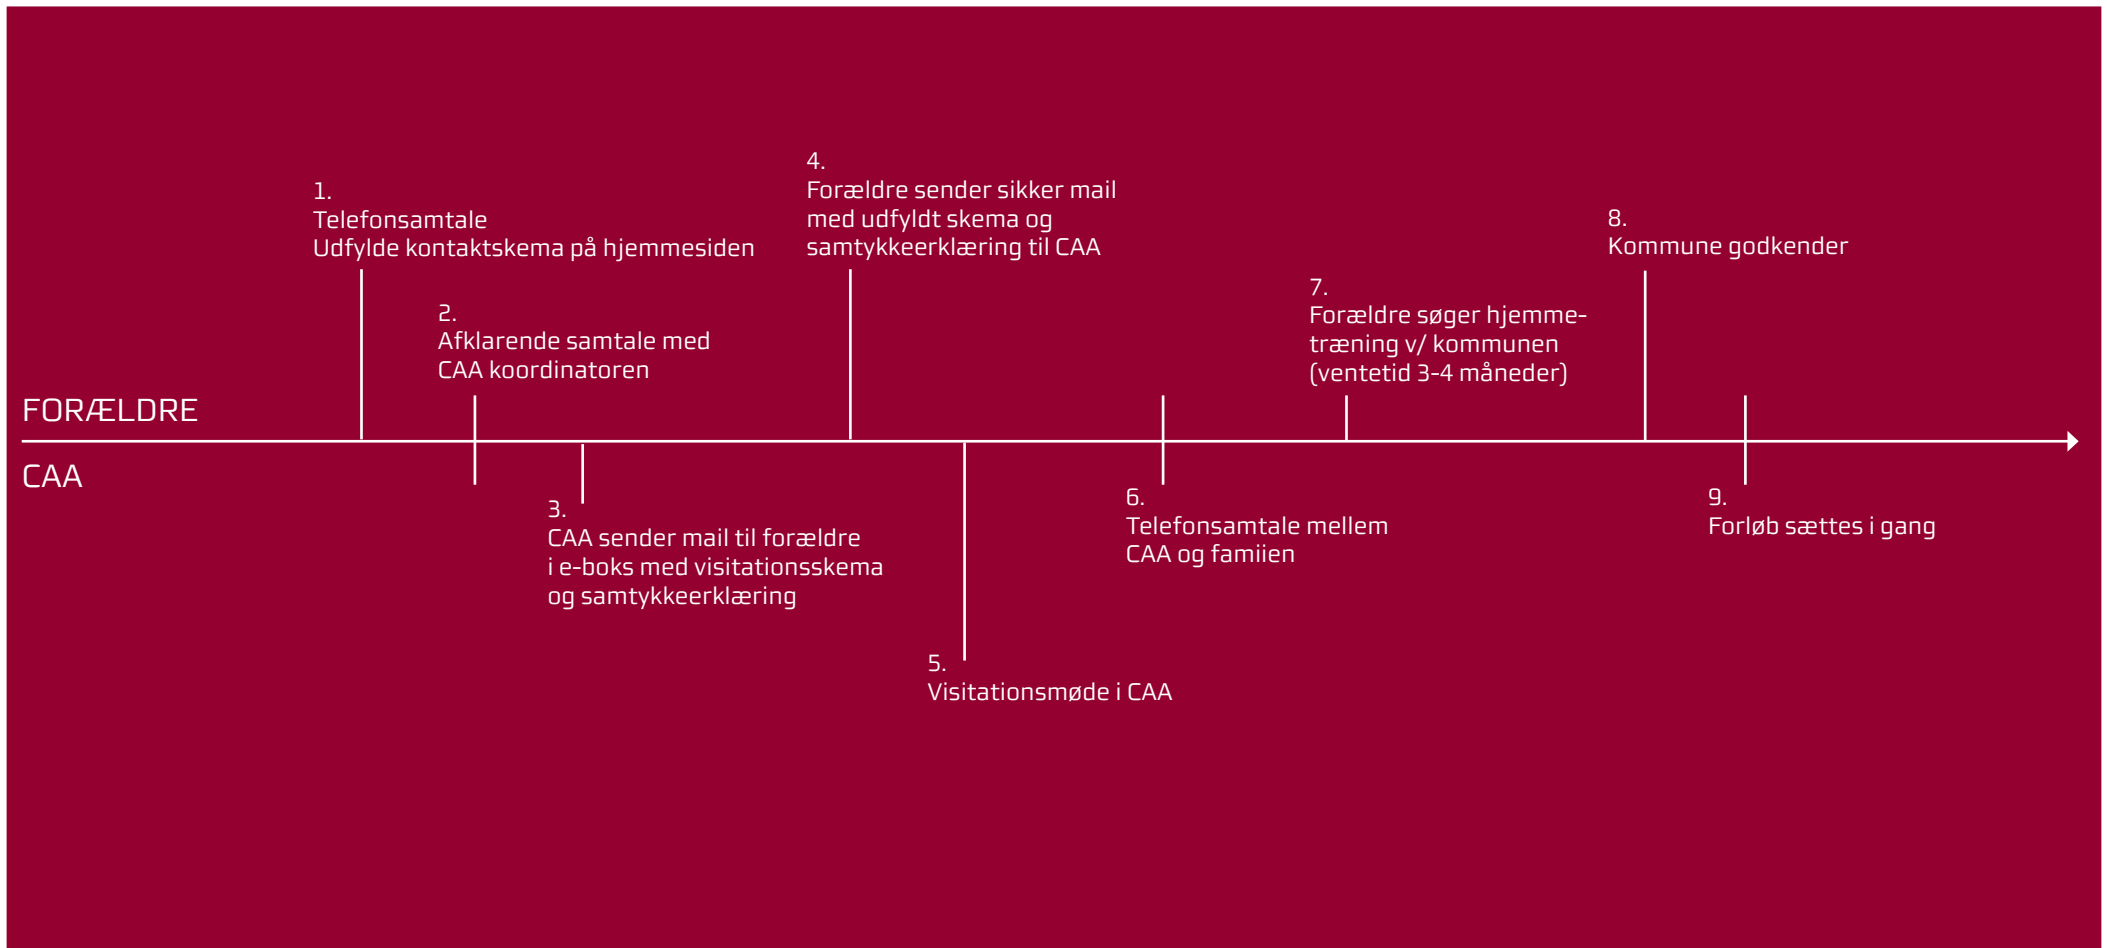 1.
Telefonsamtale
Udfylde kontaktskema på hjemmesiden
2.
Afklarende samtale med
CAA koordinatoren
4.
Forældre sender sikker mail
med udfyldt skema og
samtykkeerklæring til CAA
7.
Forældre søger hjemme-
træning v/ kommunen
(ventetid 3-4 måneder)
8.
Kommune godkender
FORÆLDRE
CAA
3.
CAA sender mail til forældre
i e-boks med visitationsskema
og samtykkeerklæring
5.
Visitationsmøde i CAA
6.
Telefonsamtale mellem
CAA og famiien
9.
Forløb sættes i gang